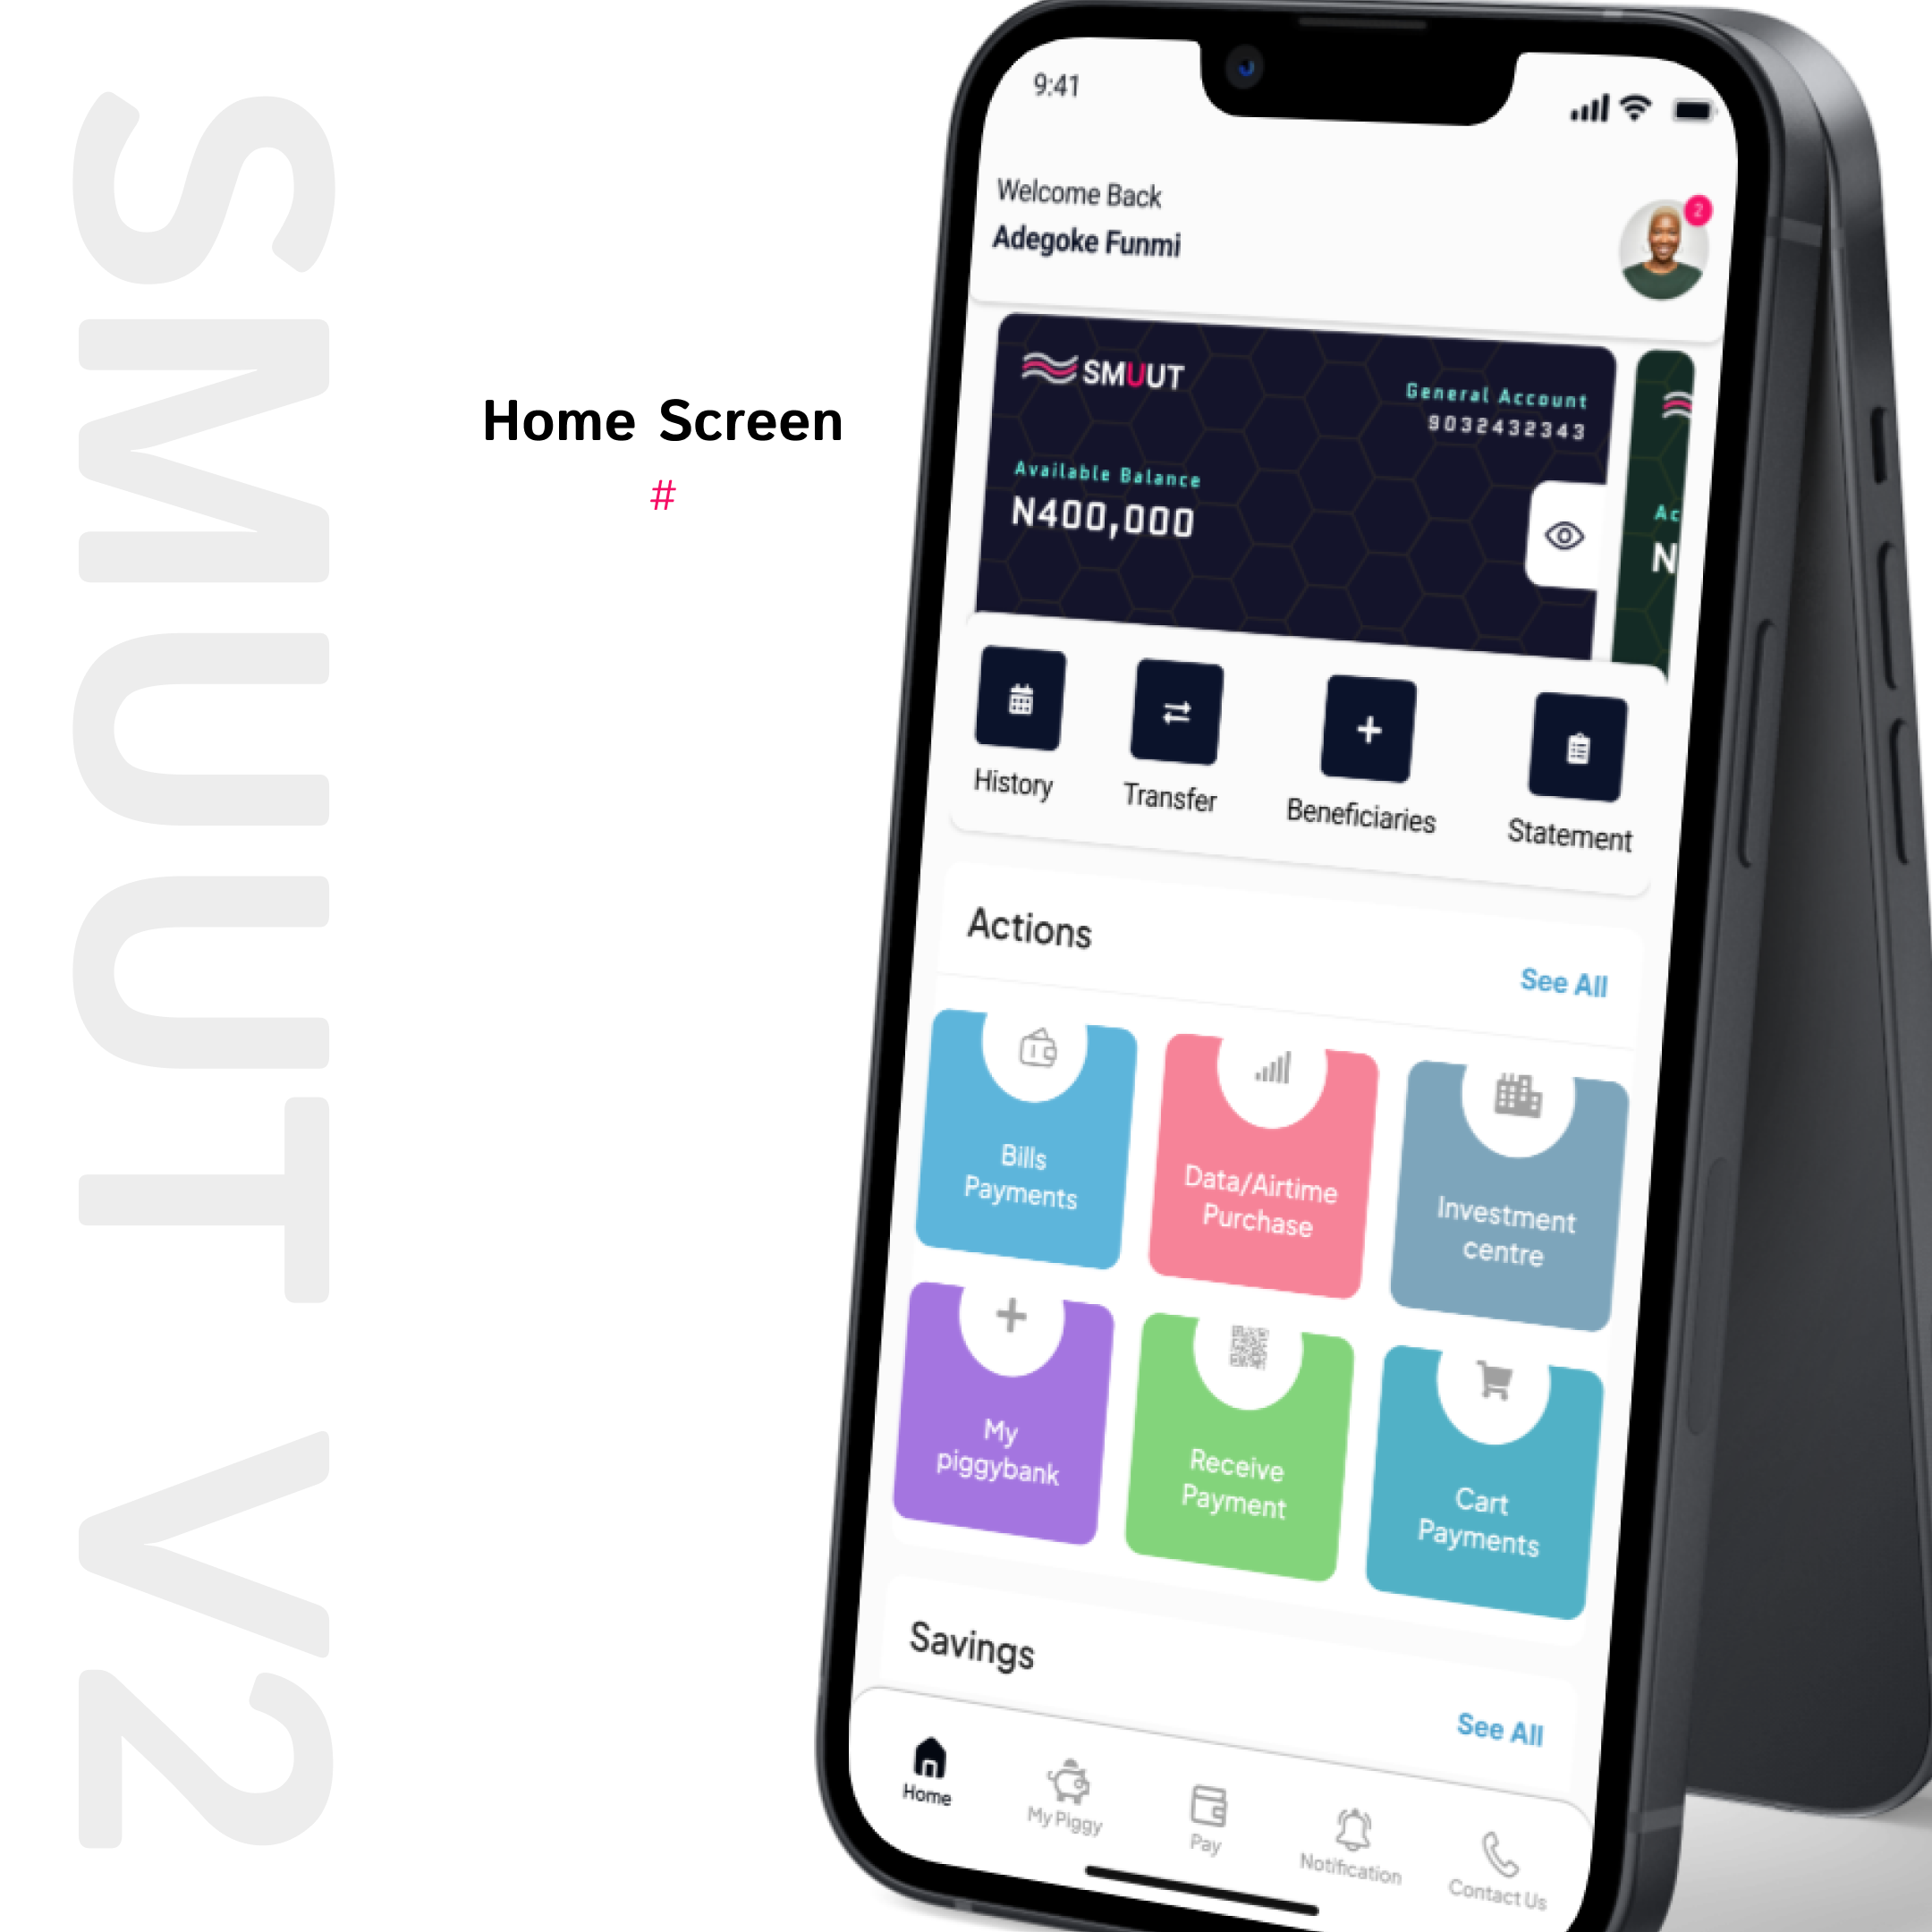 SMUUT V2
Home Screen
#
9:41
Welcome Back
Adegoke Funmi
2
SMUUT
General Account
9032432343
Available Balance
N400,000
Ac
N
History
Transfer
Beneficiaries
Statement
Actions
See All
Bills
Payments
Data/Airtime
Purchase
Investment
centre
My
piggybank
Receive
Payment
Cart
Payments
Savings
See All
Home
My Piggy
Pay
Notification
Contact Us